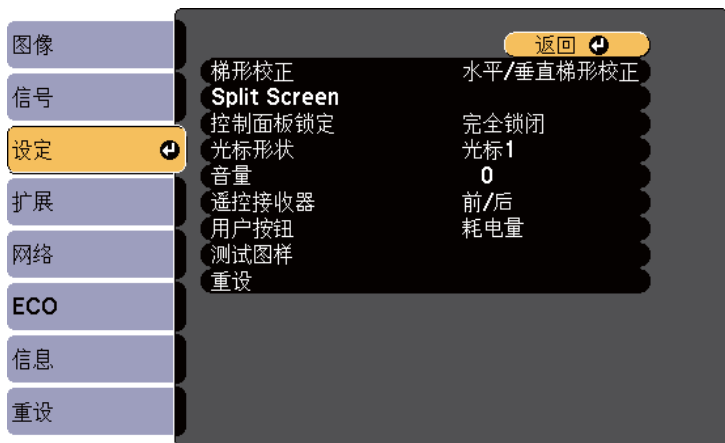 图像
信号
设定
扩展
网络
ECO
信息
重设
返回
梯形校正 水平/垂直梯形校正
Split Screen
控制面板锁定 完全锁闭
光标形状 光标1
音量 0
遥控接收器 前/后
用户按钮 耗电量
测试图样
重设